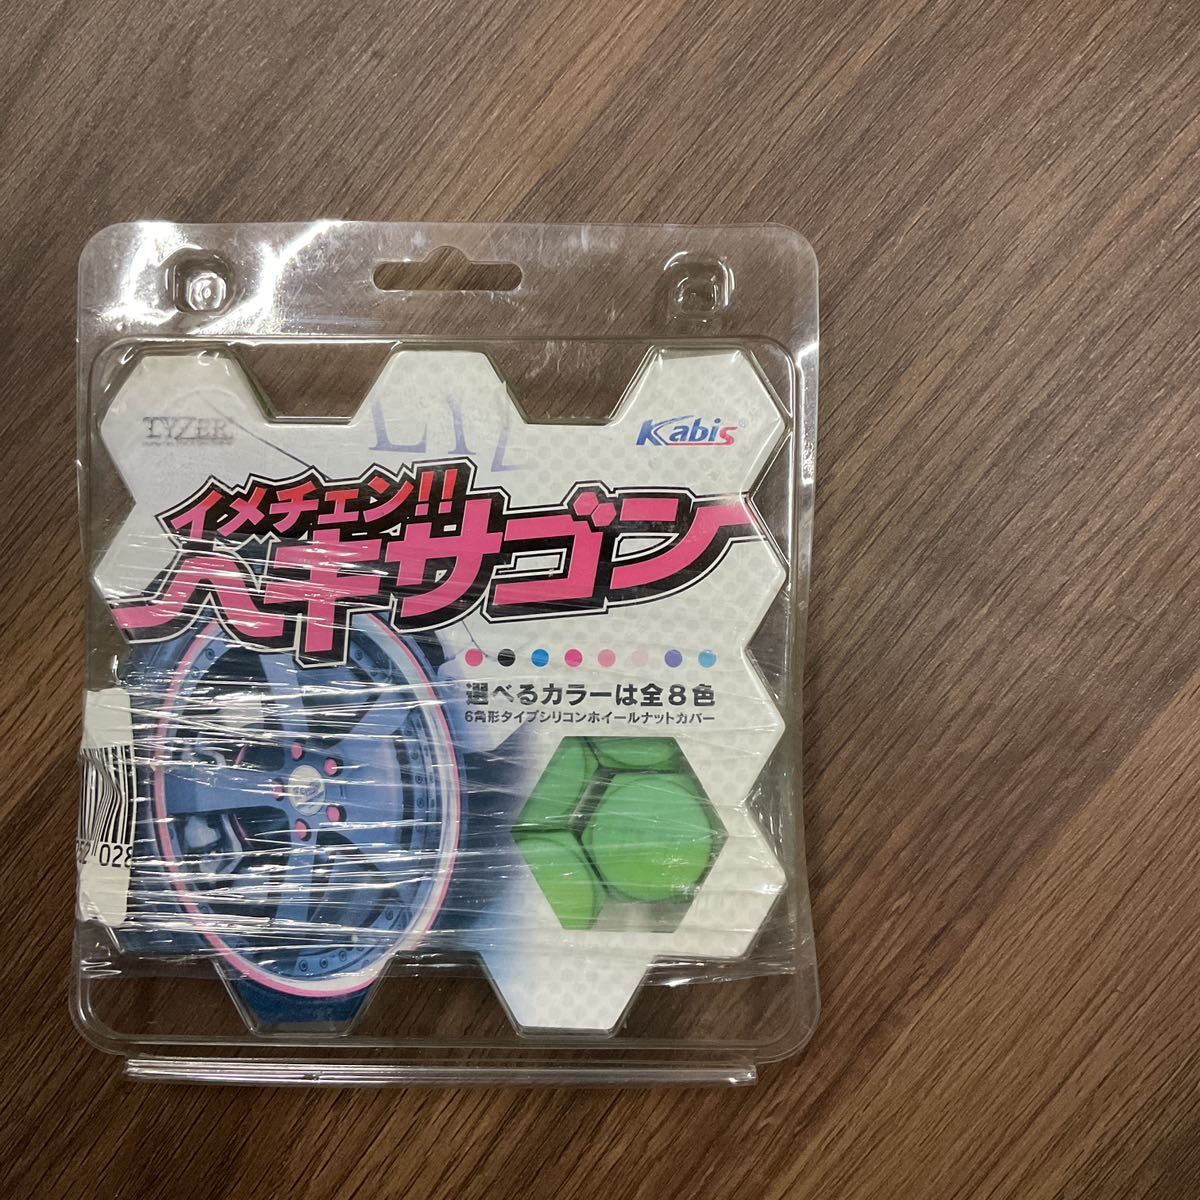 TYZER
Kabis
イメチェン!!
ヘキサゴン
選べるカラーは全8色
6角形タイプシリコンホイールナットカバー
028